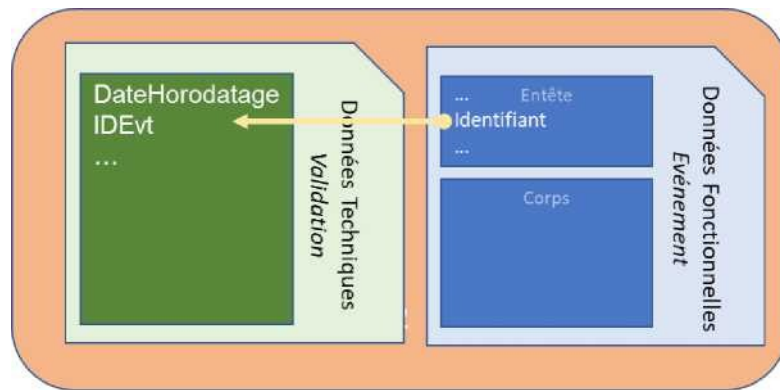 DateHorodatage
IDEvt
...
Données Techniques
Validation
... Entête
Identifiant
...
Corps
Données Fonctionnelles
Evénement